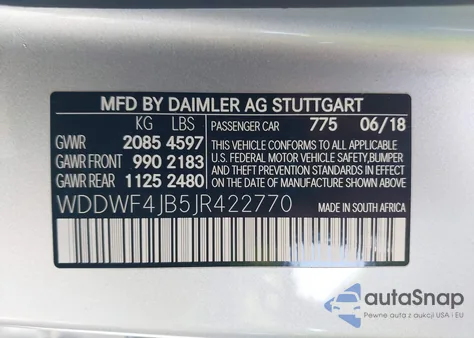 MFD BY DAIMLER AG STUTTGART
KG LBS
PASSENGER CAR 775 06/18
GVWR 2085 4597
GAWR FRONT 990 2183
GAWR REAR 1125 2480
THIS VEHICLE CONFORMS TO ALL APPLICABLE
U.S. FEDERAL MOTOR VEHICLE SAFETY, BUMPER
AND THEFT PREVENTION STANDARDS IN EFFECT
ON THE DATE OF MANUFACTURE SHOWN ABOVE.
WDDWF4JB5JR422770
MADE IN SOUTH AFRICA
autaSnap
Pewne auta z aukcji USA i EU